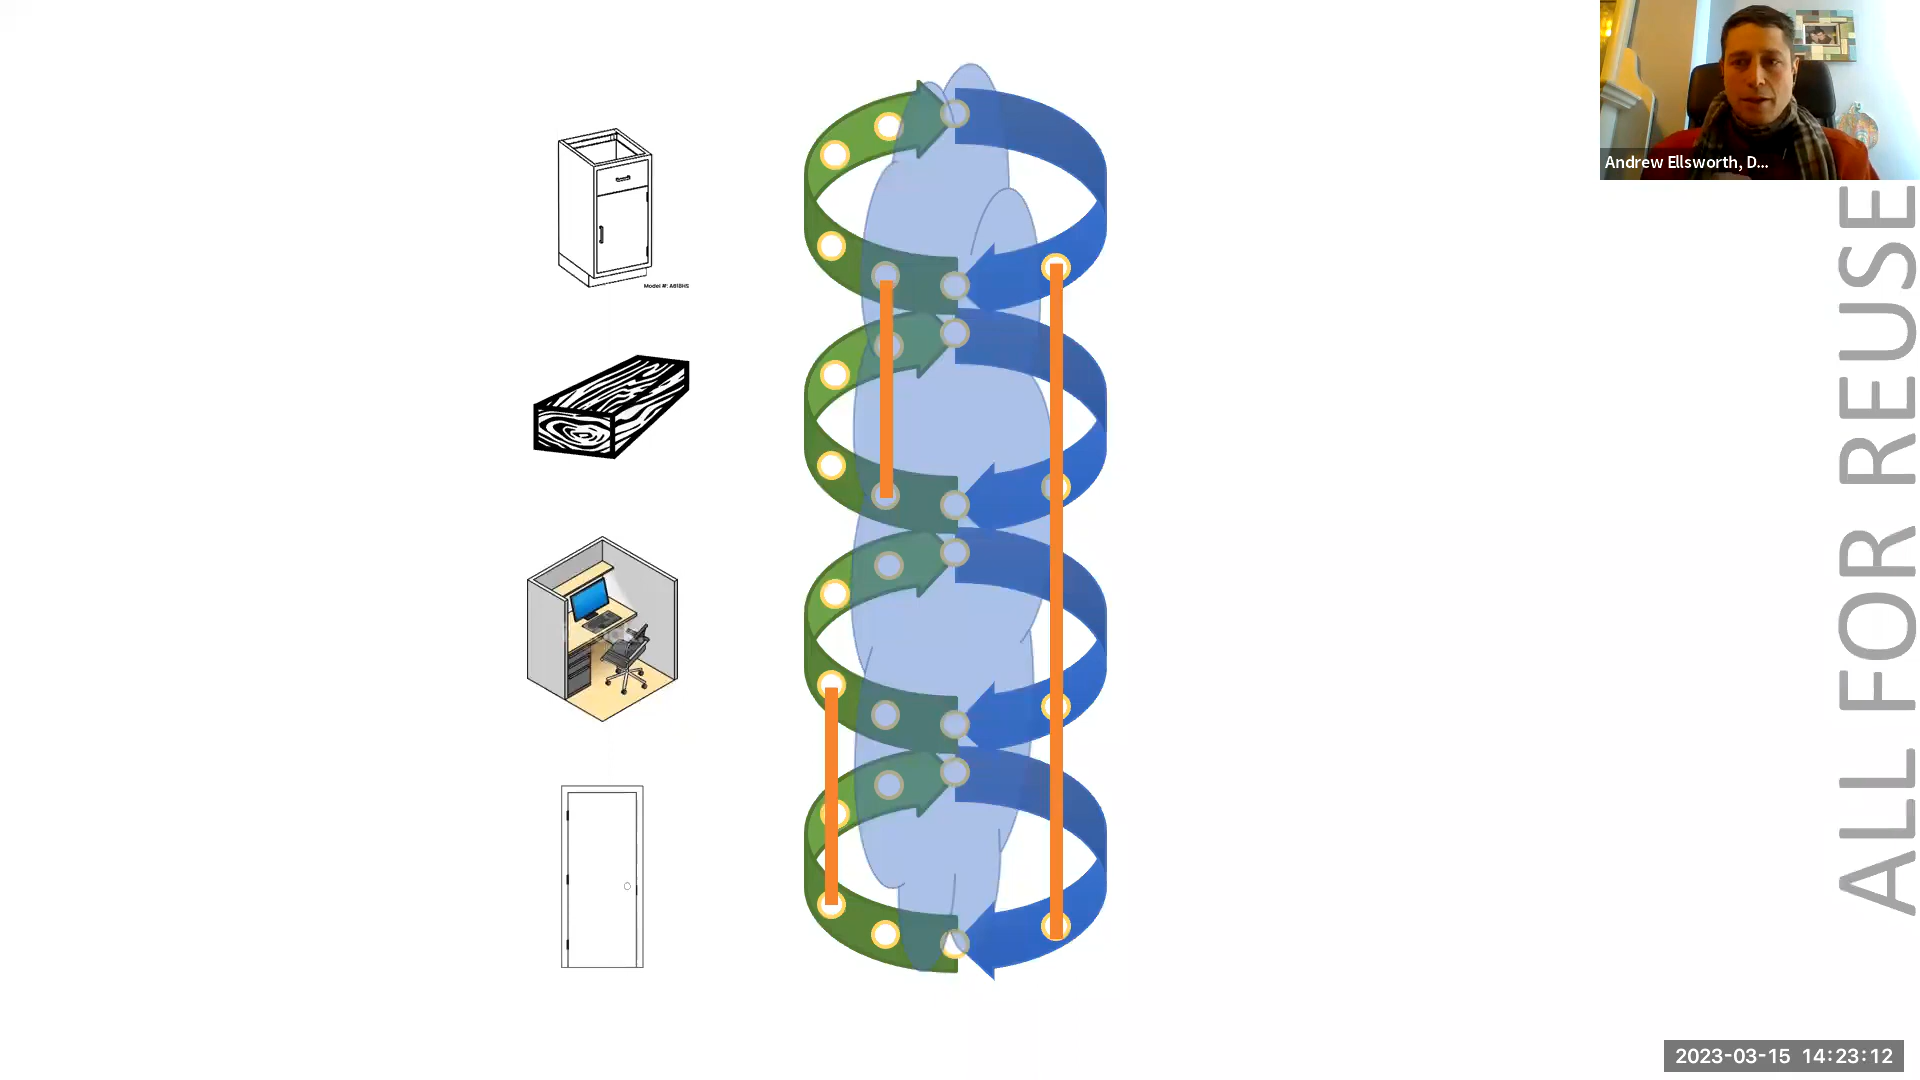 Andrew Ellsworth, D...
Model #: A818HS
ALL FOR REUSE
2023-03-15 14:23:12